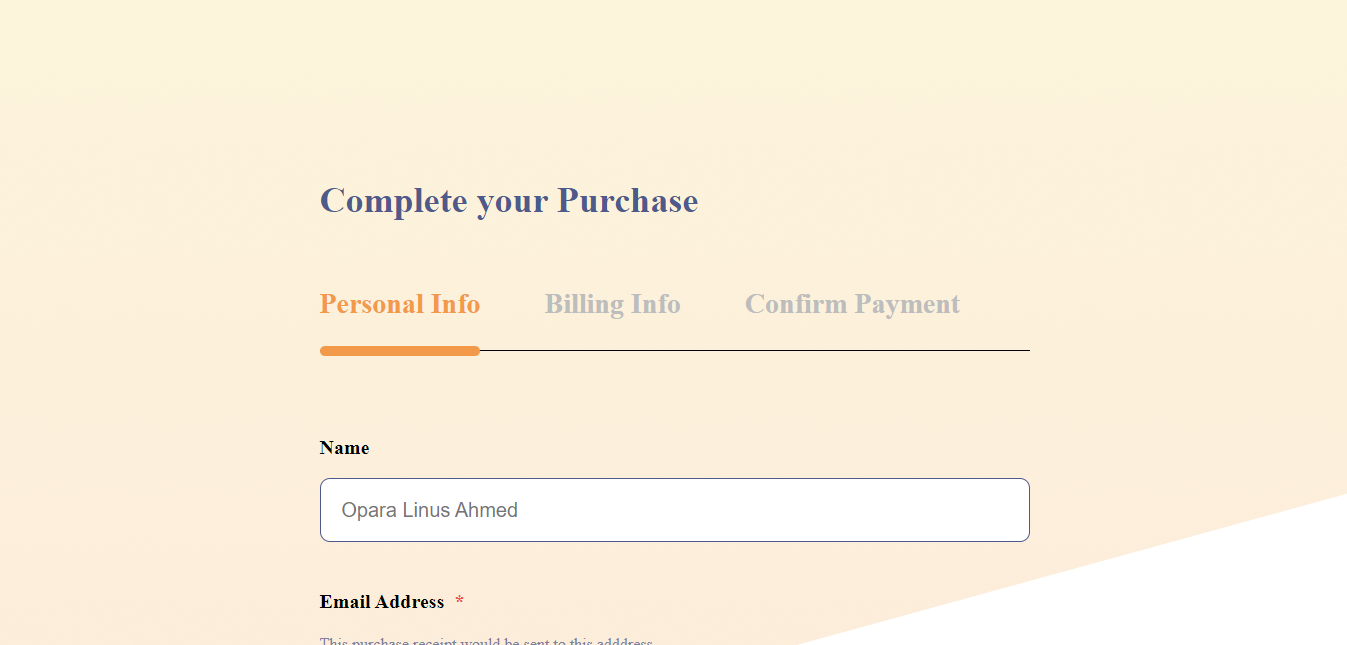 Complete your Purchase
Personal Info Billing Info Confirm Payment
Name
Opara Linus Ahmed
Email Address *
This purchase receipt would be sent to this adddress